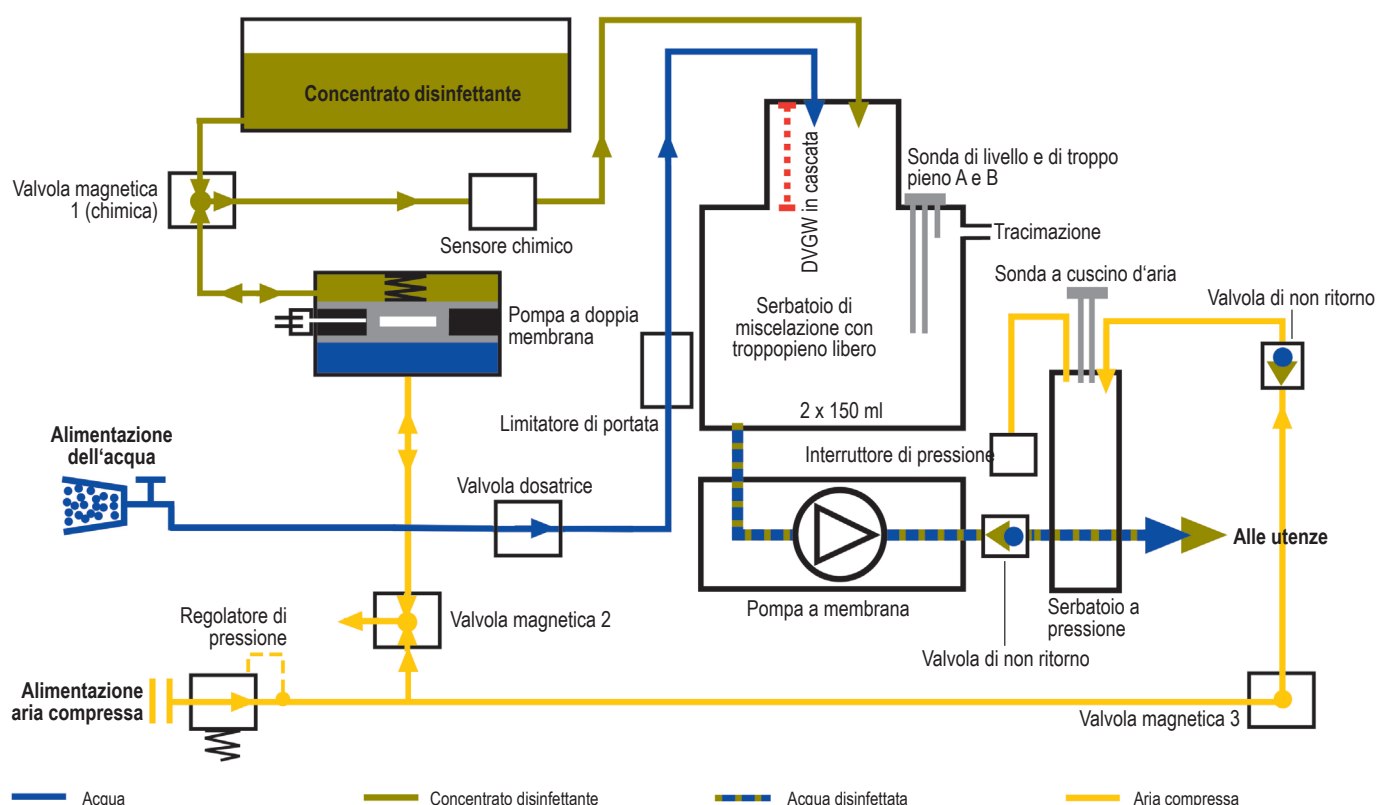 Concentrato disinfettante
Valvola magnetica
1 (chimica)
Sensore chimico
DVGW in cascata
Sonda di livello e di troppo
pieno A e B
Tracimazione
Sonda a cuscino d‘aria
Valvola di non ritorno
Pompa a doppia
membrana
Serbatoio di
miscelazione con
troppopieno libero
2 x 150 ml
Limitatore di portata
Interruttore di pressione
Alimentazione
dell‘acqua
Valvola dosatrice
Alle utenze
Pompa a membrana
Serbatoio a
pressione
Valvola di non ritorno
Regolatore di
pressione
Valvola magnetica 2
Alimentazione
aria compressa
Valvola magnetica 3
Acqua
Concentrato disinfettante
Acqua disinfettata
Aria compressa